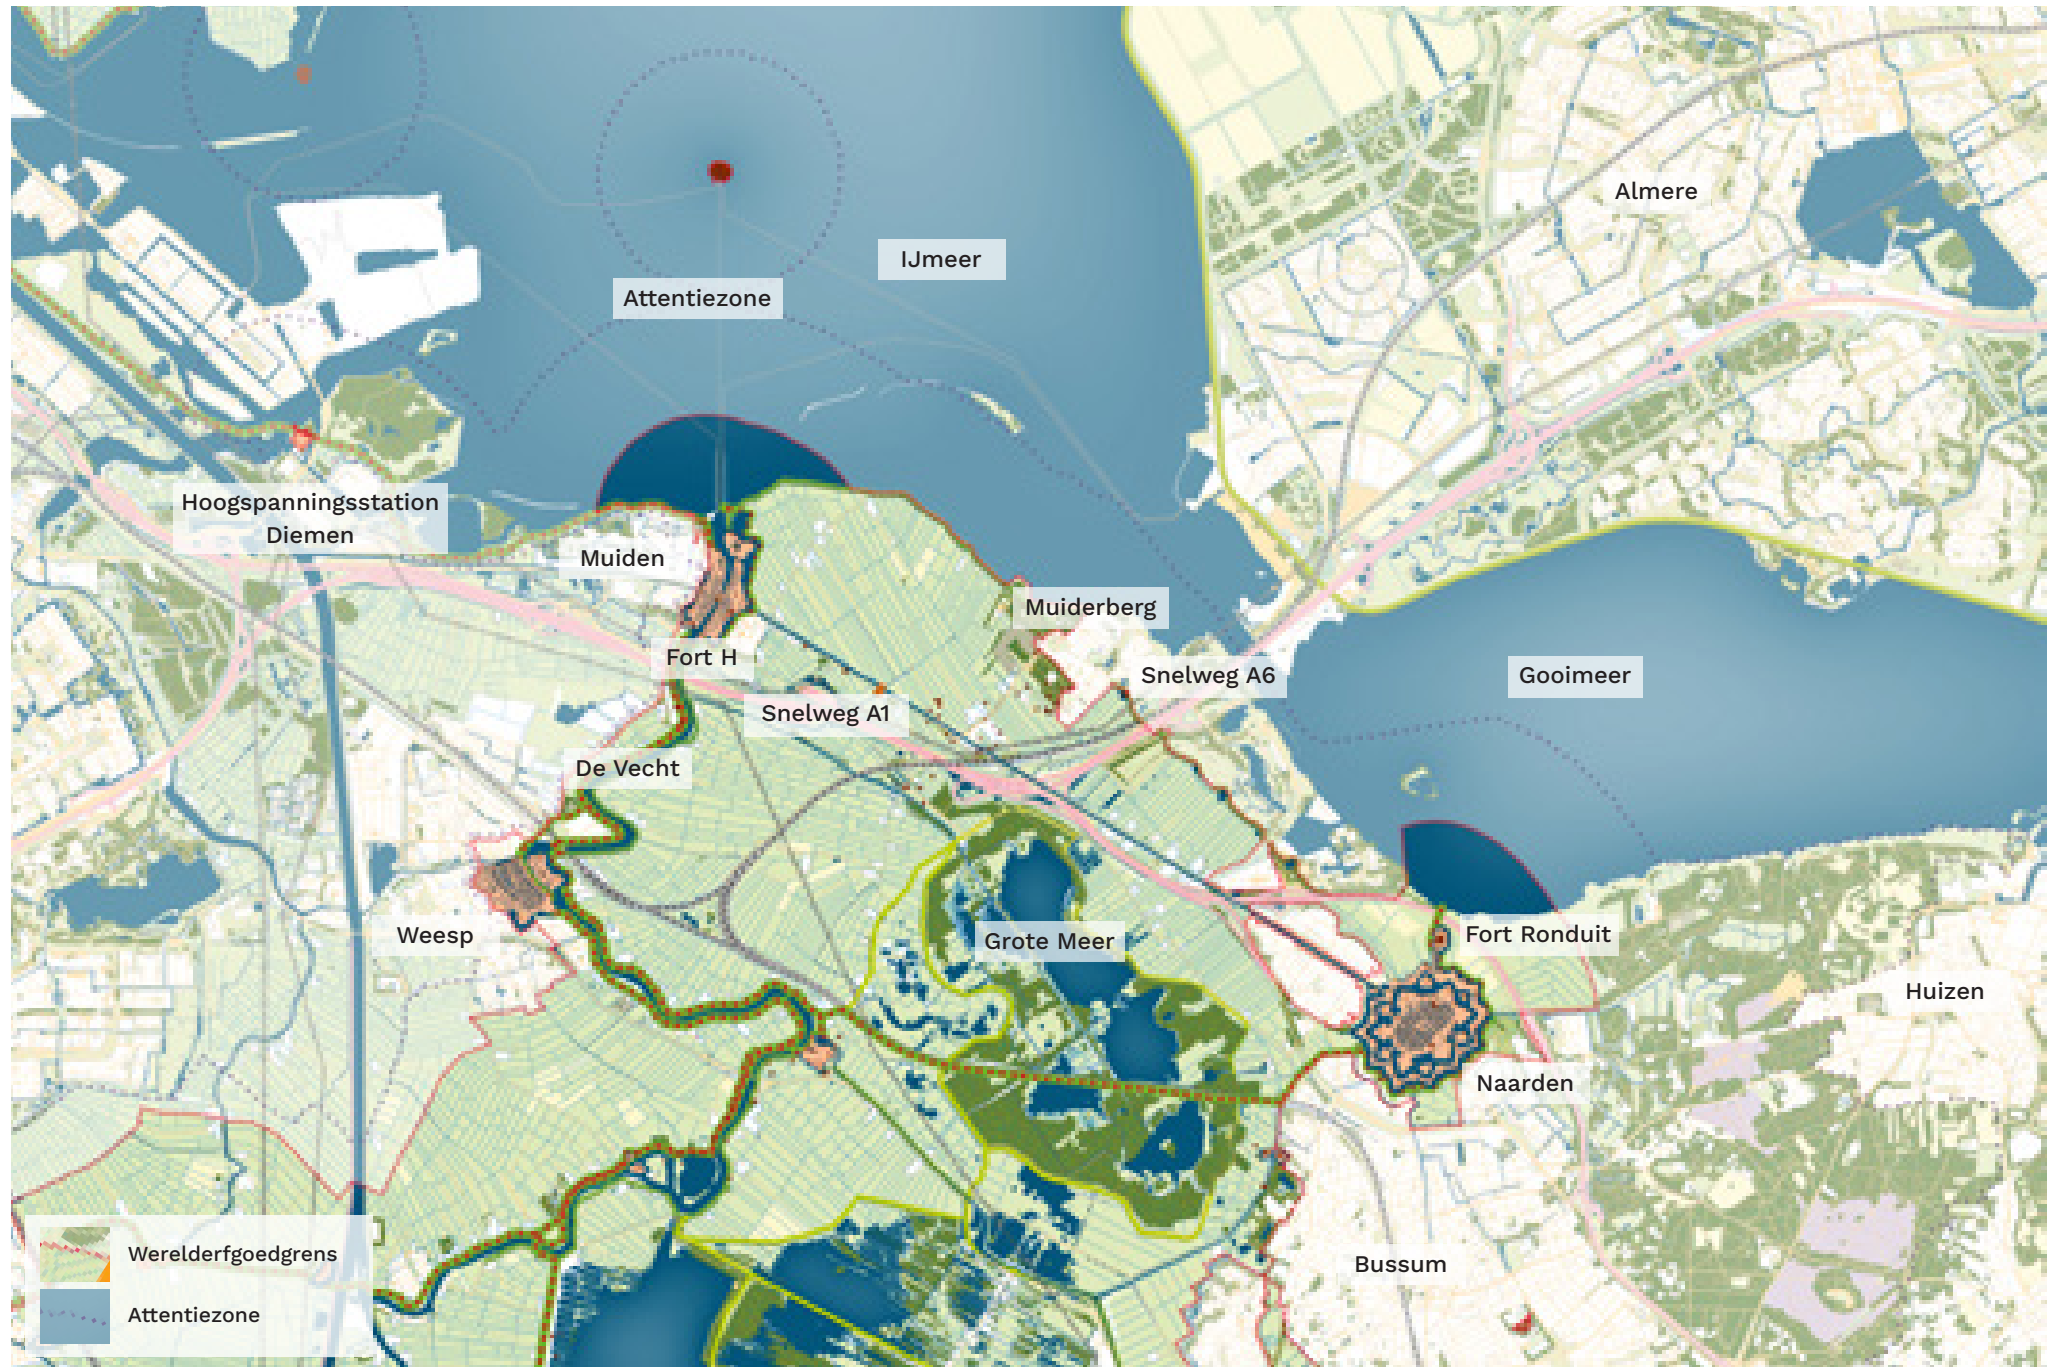 Almere
IJmeer
Attentiezone
Hoogspanningsstation
Diemen
Muiden
Muiderberg
Fort H
Snelweg A6
Gooimeer
Snelweg A1
De Vecht
Weesp
Grote Meer
Fort Ronduit
Huizen
Naarden
Bussum
Werelderfgoedgrens
Attentiezone